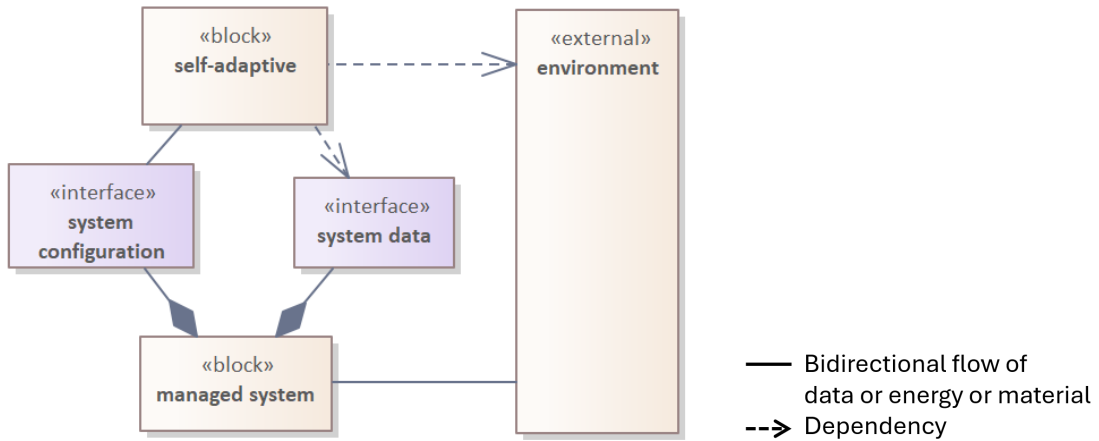 «block»
self-adaptive
«external»
environment
«interface»
system
configuration
«interface»
system data
«block»
managed system
Bidirectional flow of
data or energy or material
Dependency